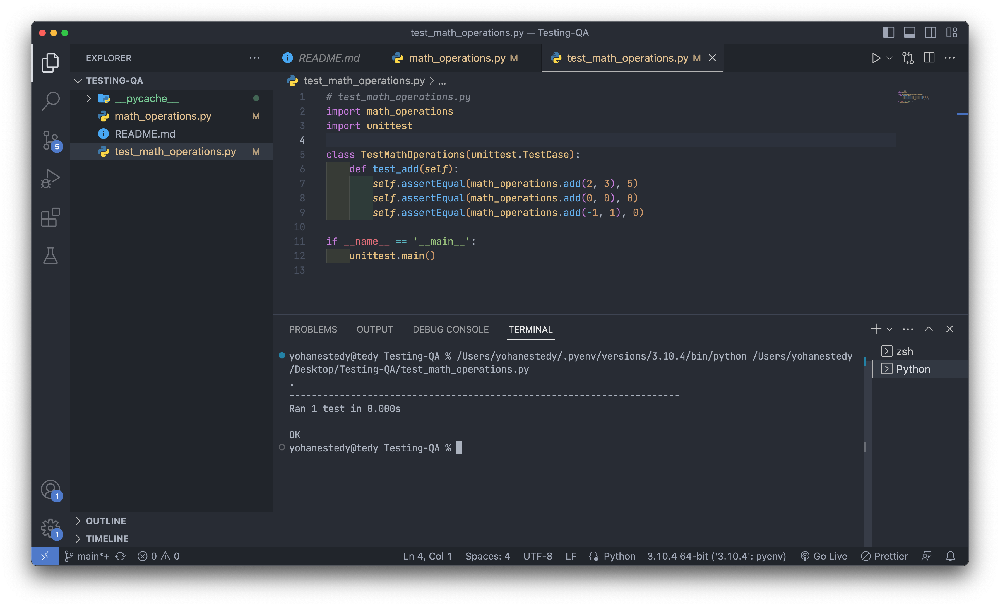 test_math_operations.py — Testing-QA
EXPLORER
README.md
math_operations.py M
test_math_operations.py M
TESTING-QA
test_math_operations.py > ...
__pycache__
math_operations.py M
README.md
test_math_operations.py M
5
1 # test_math_operations.py
2 import math_operations
3 import unittest
4
5 class TestMathOperations(unittest.TestCase):
6 def test_add(self):
7 self.assertEqual(math_operations.add(2, 3), 5)
8 self.assertEqual(math_operations.add(0, 0), 0)
9 self.assertEqual(math_operations.add(-1, 1), 0)
10
11 if __name__ == '__main__':
12 unittest.main()
13
PROBLEMS OUTPUT DEBUG CONSOLE TERMINAL
yohanestedy@tedy Testing-QA % /Users/yohanestedy/.pyenv/versions/3.10.4/bin/python /Users/yohanestedy
/Desktop/Testing-QA/test_math_operations.py
.
----------------------------------------------------------------------
Ran 1 test in 0.000s
OK
yohanestedy@tedy Testing-QA %
zsh
Python
1
1
OUTLINE
TIMELINE
main*+ 0 0 Ln 4, Col 1 Spaces: 4 UTF-8 LF Python 3.10.4 64-bit ('3.10.4': pyenv) Go Live Prettier